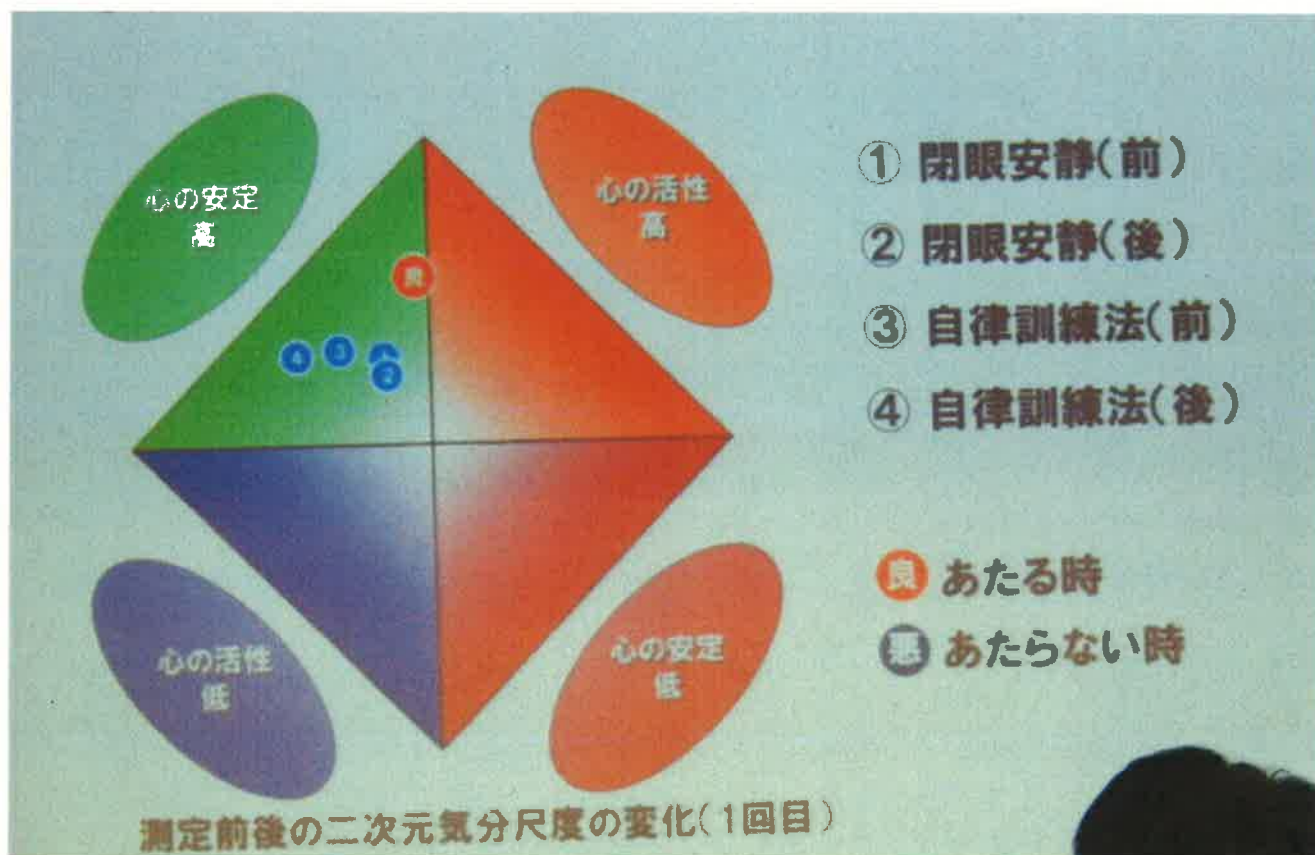 心の安定
高
心の活性
高
① 閉眼安静(前)
② 閉眼安静(後)
③ 自律訓練法(前)
④ 自律訓練法(後)
良
4
3
2
良 あたる時
悪 あたらない時
心の活性
低
心の安定
低
測定前後の二次元気分尺度の変化(1回目)